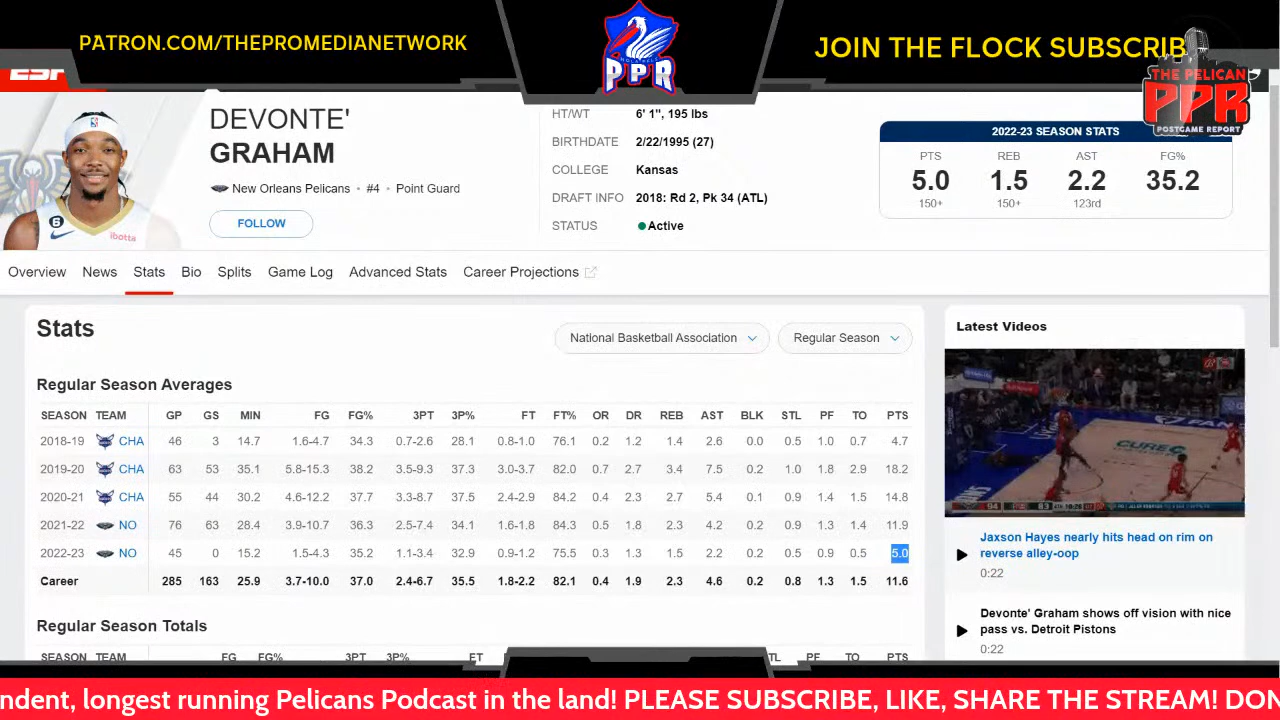 PATRON.COM/THEPROMEDIANETWORK
PPR
JOIN THE FLOCK SUBSCRIB
THE PELICAN
PPR
POSTGAME REPORT
DEVONTE'
GRAHAM
New Orleans Pelicans • #4 • Point Guard
FOLLOW
6
ibotta
HT/WT 6' 1", 195 lbs
BIRTHDATE 2/22/1995 (27)
COLLEGE Kansas
DRAFT INFO 2018: Rd 2, Pk 34 (ATL)
STATUS Active
2022-23 SEASON STATS
PTS REB AST FG%
5.0 1.5 2.2 35.2
150+ 150+ 123rd
Overview News Stats Bio Splits Game Log Advanced Stats Career Projections
Stats
National Basketball Association Regular Season
Regular Season Averages
SEASON TEAM GP GS MIN FG FG% 3PT 3P% FT FT% OR DR REB AST BLK STL PF TO PTS
2018-19 CHA 46 3 14.7 1.6-4.7 34.3 0.7-2.6 28.1 0.8-1.0 76.1 0.2 1.2 1.4 2.6 0.0 0.5 1.0 0.7 4.7
2019-20 CHA 63 53 35.1 5.8-15.3 38.2 3.5-9.3 37.3 3.0-3.7 82.0 0.7 2.7 3.4 7.5 0.2 1.0 1.8 2.9 18.2
2020-21 CHA 55 44 30.2 4.6-12.2 37.7 3.3-8.7 37.5 2.4-2.9 84.2 0.4 2.3 2.7 5.4 0.1 0.9 1.4 1.5 14.8
2021-22 NO 76 63 28.4 3.9-10.7 36.3 2.5-7.4 34.1 1.6-1.8 84.3 0.5 1.8 2.3 4.2 0.2 0.9 1.3 1.4 11.9
2022-23 NO 45 0 15.2 1.5-4.3 35.2 1.1-3.4 32.9 0.9-1.2 75.5 0.3 1.3 1.5 2.2 0.2 0.5 0.9 0.5 5.0
Career 285 163 25.9 3.7-10.0 37.0 2.4-6.7 35.5 1.8-2.2 82.1 0.4 1.9 2.3 4.6 0.2 0.8 1.3 1.5 11.6
Regular Season Totals
SEASON TEAM FG FG% 3PT 3P% FT TL PF TO PTS
Latest Videos
CURE
94 83
Jaxson Hayes nearly hits head on rim on
reverse alley-oop
0:22
Devonte' Graham shows off vision with nice
pass vs. Detroit Pistons
0:22
ndent, longest running Pelicans Podcast in the land! PLEASE SUBSCRIBE, LIKE, SHARE THE STREAM! DON